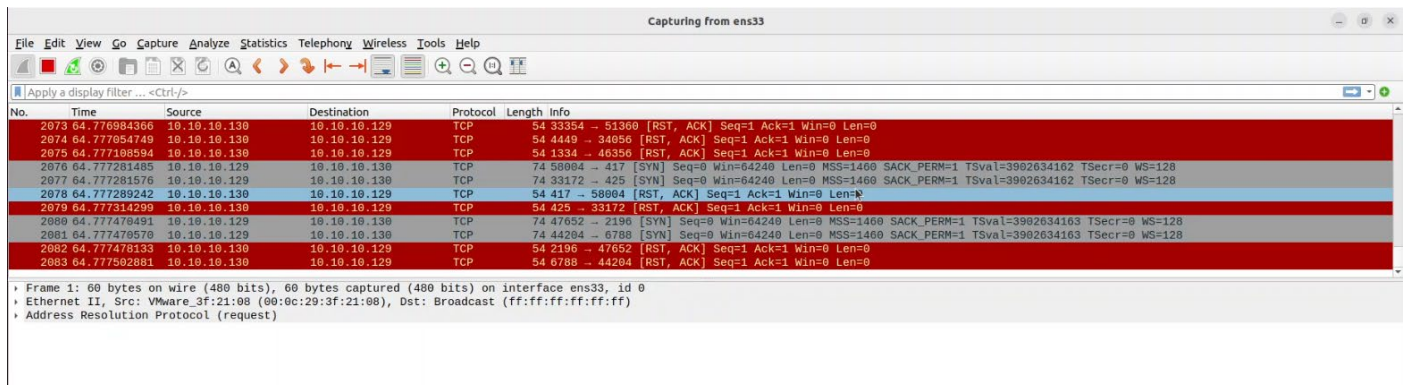 Capturing from ens33
File Edit View Go Capture Analyze Statistics Telephony Wireless Tools Help
Apply a display filter ... <Ctrl-/>
No. Time Source Destination Protocol Length Info
2073 64.776984366 10.10.10.130 10.10.10.129 TCP 54 33354 → 51360 [RST, ACK] Seq=1 Ack=1 Win=0 Len=0
2074 64.777054749 10.10.10.130 10.10.10.129 TCP 54 4449 → 34056 [RST, ACK] Seq=1 Ack=1 Win=0 Len=0
2075 64.777108594 10.10.10.130 10.10.10.129 TCP 54 1334 → 46356 [RST, ACK] Seq=1 Ack=1 Win=0 Len=0
2076 64.777281485 10.10.10.129 10.10.10.130 TCP 74 58004 → 417 [SYN] Seq=0 Win=64240 Len=0 MSS=1460 SACK_PERM=1 TSval=3902634162 TSecr=0 WS=128
2077 64.777281576 10.10.10.129 10.10.10.130 TCP 74 33172 → 425 [SYN] Seq=0 Win=64240 Len=0 MSS=1460 SACK_PERM=1 TSval=3902634162 TSecr=0 WS=128
2078 64.777289242 10.10.10.130 10.10.10.129 TCP 54 417 → 58004 [RST, ACK] Seq=1 Ack=1 Win=0 Len=0
2079 64.777314299 10.10.10.130 10.10.10.129 TCP 54 425 → 33172 [RST, ACK] Seq=1 Ack=1 Win=0 Len=0
2080 64.777470491 10.10.10.129 10.10.10.130 TCP 74 47652 → 2196 [SYN] Seq=0 Win=64240 Len=0 MSS=1460 SACK_PERM=1 TSval=3902634163 TSecr=0 WS=128
2081 64.777470570 10.10.10.129 10.10.10.130 TCP 74 44204 → 6788 [SYN] Seq=0 Win=64240 Len=0 MSS=1460 SACK_PERM=1 TSval=3902634163 TSecr=0 WS=128
2082 64.777478133 10.10.10.130 10.10.10.129 TCP 54 2196 → 47652 [RST, ACK] Seq=1 Ack=1 Win=0 Len=0
2083 64.777502881 10.10.10.130 10.10.10.129 TCP 54 6788 → 44204 [RST, ACK] Seq=1 Ack=1 Win=0 Len=0
Frame 1: 60 bytes on wire (480 bits), 60 bytes captured (480 bits) on interface ens33, id 0
Ethernet II, Src: VMware_3f:21:08 (00:0c:29:3f:21:08), Dst: Broadcast (ff:ff:ff:ff:ff:ff)
Address Resolution Protocol (request)